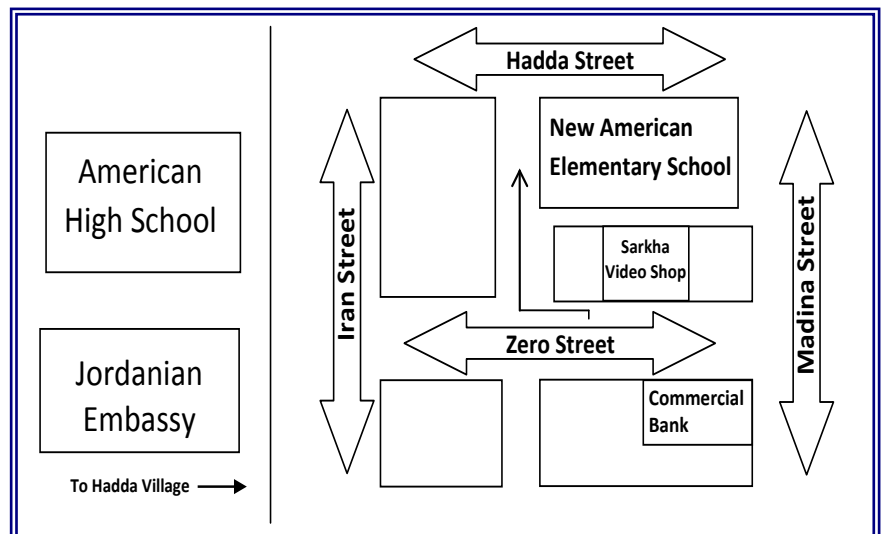 Hadda Street
New American
Elementary School
American
High School
Sarkha
Video Shop
Iran Street
Madina Street
Zero Street
Jordanian
Embassy
Commercial
Bank
To Hadda Village